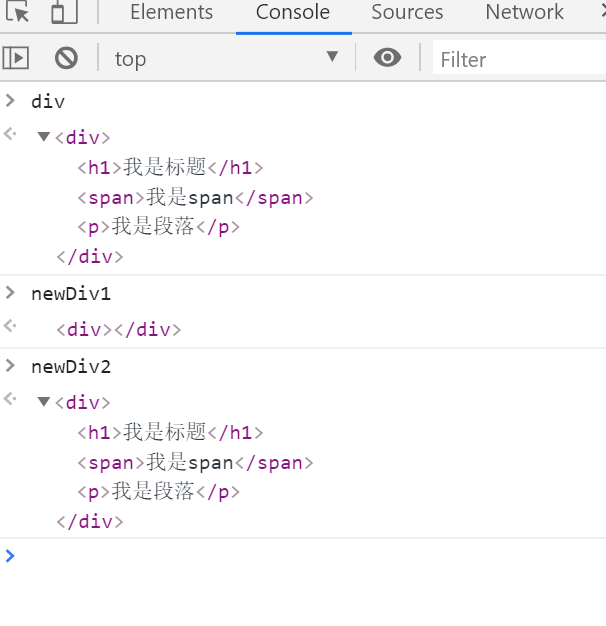 Elements Console Sources Network
top Filter
div
<div>
<h1>我是标题</h1>
<span>我是span</span>
<p>我是段落</p>
</div>
newDiv1
<div></div>
newDiv2
<div>
<h1>我是标题</h1>
<span>我是span</span>
<p>我是段落</p>
</div>